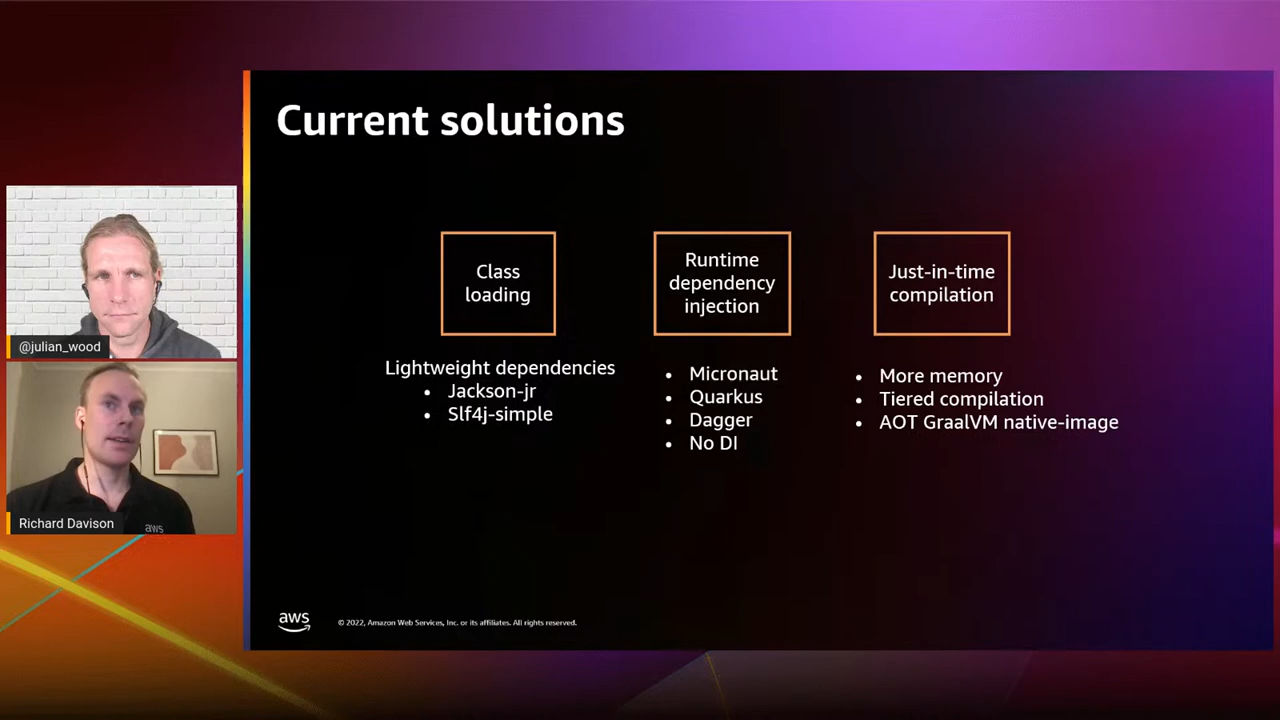 Current solutions
Class
loading
Runtime
dependency
injection
Just-in-time
compilation
Lightweight dependencies
• Jackson-jr
• Slf4j-simple
• Micronaut
• Quarkus
• Dagger
• No DI
• More memory
• Tiered compilation
• AOT GraalVM native-image
@julian_wood
aws
Richard Davison
aws
© 2022, Amazon Web Services, Inc. or its affiliates. All rights reserved.